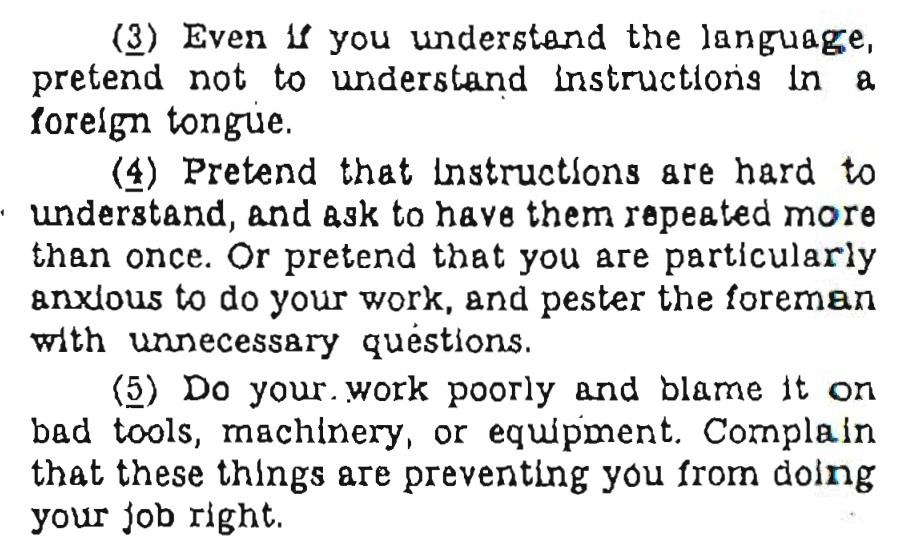 (3) Even if you understand the language,
pretend not to understand instructions in a
foreign tongue.
(4) Pretend that instructions are hard to
understand, and ask to have them repeated more
than once. Or pretend that you are particularly
anxious to do your work, and pester the foreman
with unnecessary questions.
(5) Do your work poorly and blame it on
bad tools, machinery, or equipment. Complain
that these things are preventing you from doing
your job right.